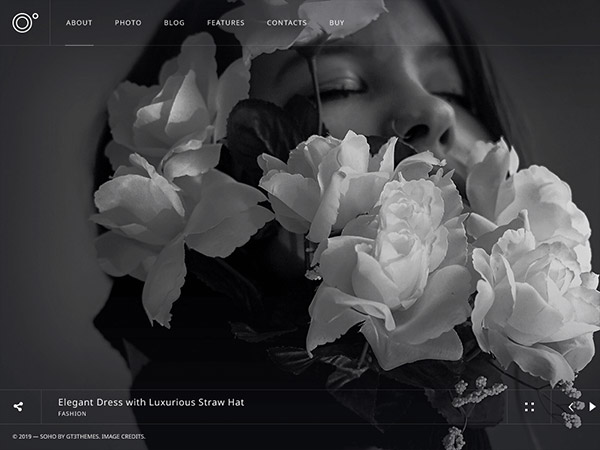 ABOUT PHOTO BLOG FEATURES CONTACTS BUY
Elegant Dress with Luxurious Straw Hat
FASHION
© 2019 — SOHO BY GT3THEMES. IMAGE CREDITS.